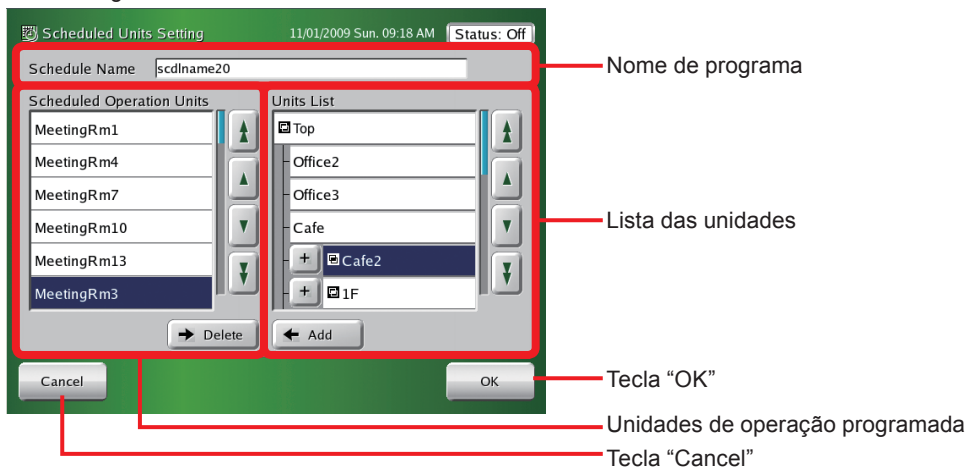 Scheduled Units Setting 11/01/2009 Sun. 09:18 AM Status: Off
Schedule Name scdlname20
Nome de programa
Scheduled Operation Units
MeetingRm1
MeetingRm4
MeetingRm7
MeetingRm10
MeetingRm13
MeetingRm3
Delete
Units List
Top
Office2
Office3
Cafe
+ Cafe2
+ 1F
Add
Lista das unidades
Cancel
OK
Tecla “OK”
Unidades de operação programada
Tecla “Cancel”